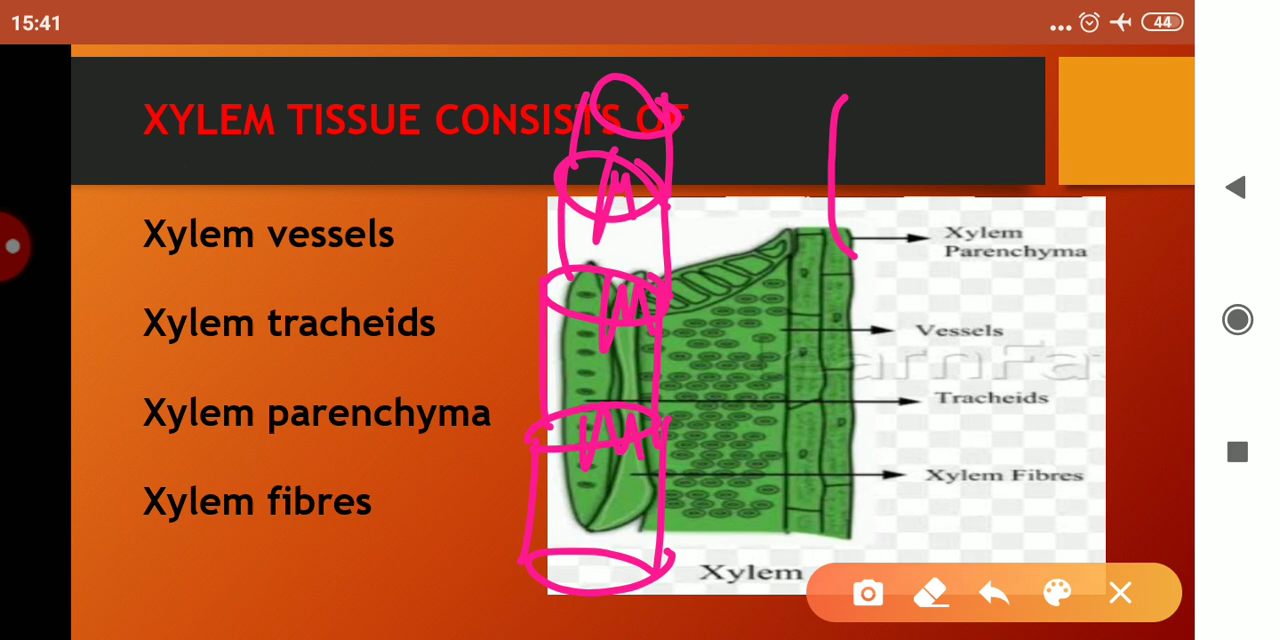 15:41
44
XYLEM TISSUE CONSISTS OF
Xylem vessels
Xylem tracheids
Xylem parenchyma
Xylem fibres
Xylem
Parenchyma
Vessels
Tracheids
Xylem Fibres
Xylem